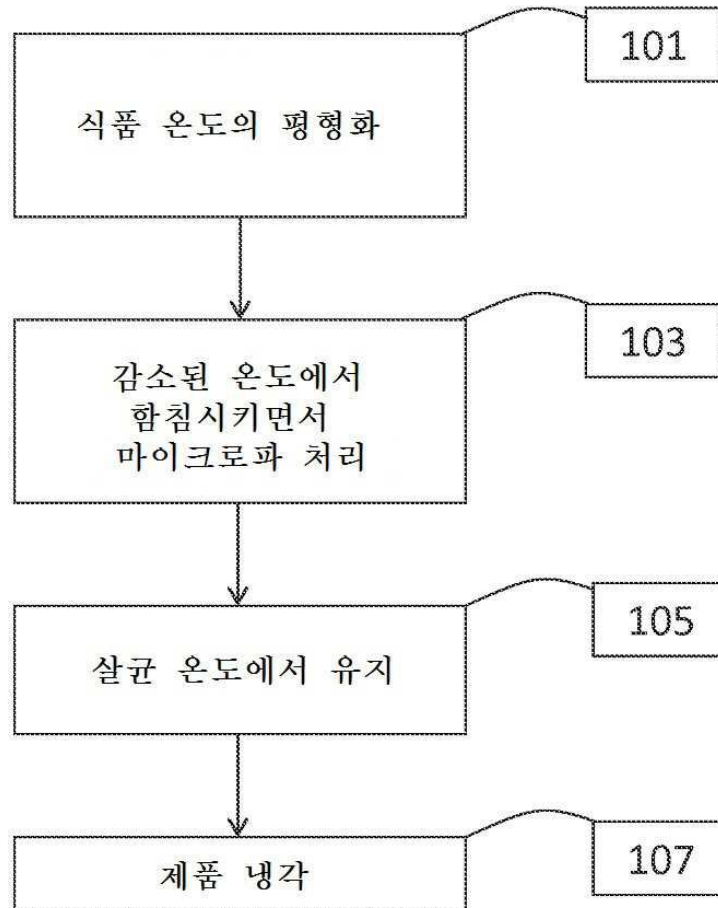 101
식품 온도의 평형화
103
감소된 온도에서
함침시키면서
마이크로파 처리
105
살균 온도에서 유지
107
제품 냉각